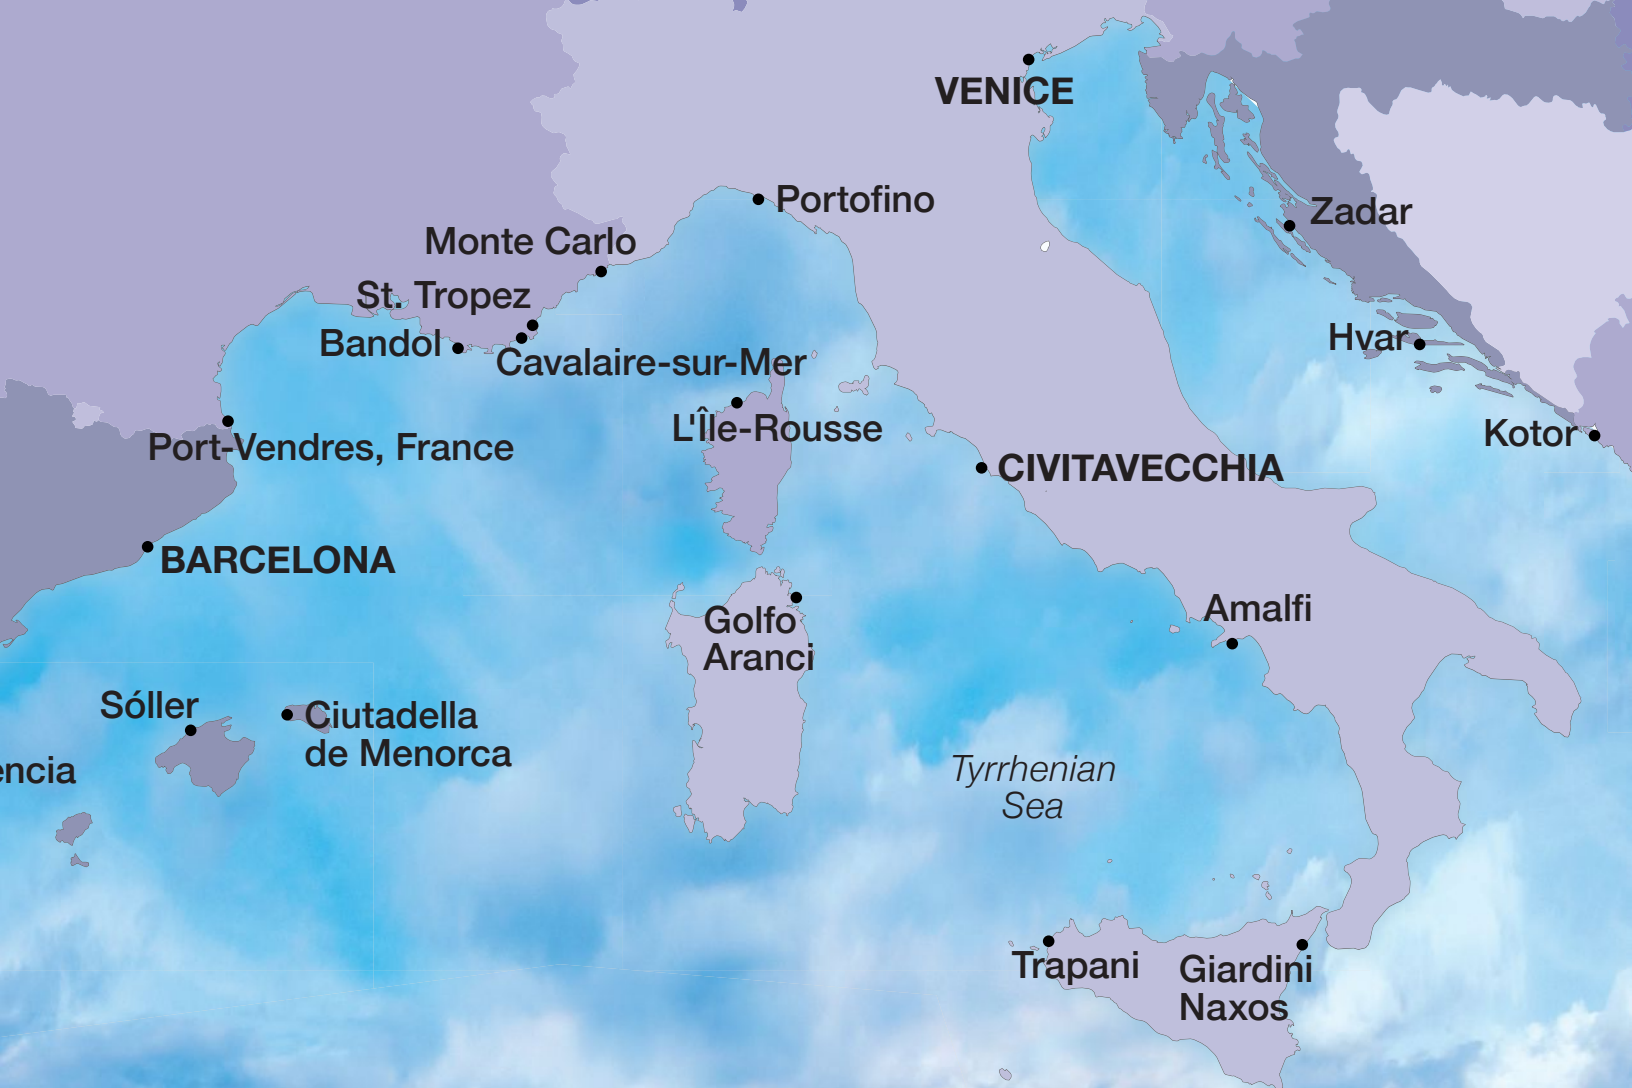 VENICE
Portofino
Zadar
Monte Carlo
St. Tropez
Bandol
Cavalaire-sur-Mer
Hvar
L'Île-Rousse
Kotor
Port-Vendres, France
CIVITAVECCHIA
BARCELONA
Golfo
Aranci
Amalfi
Sóller
Ciutadella
de Menorca
encia
Tyrrhenian
Sea
Trapani
Giardini
Naxos